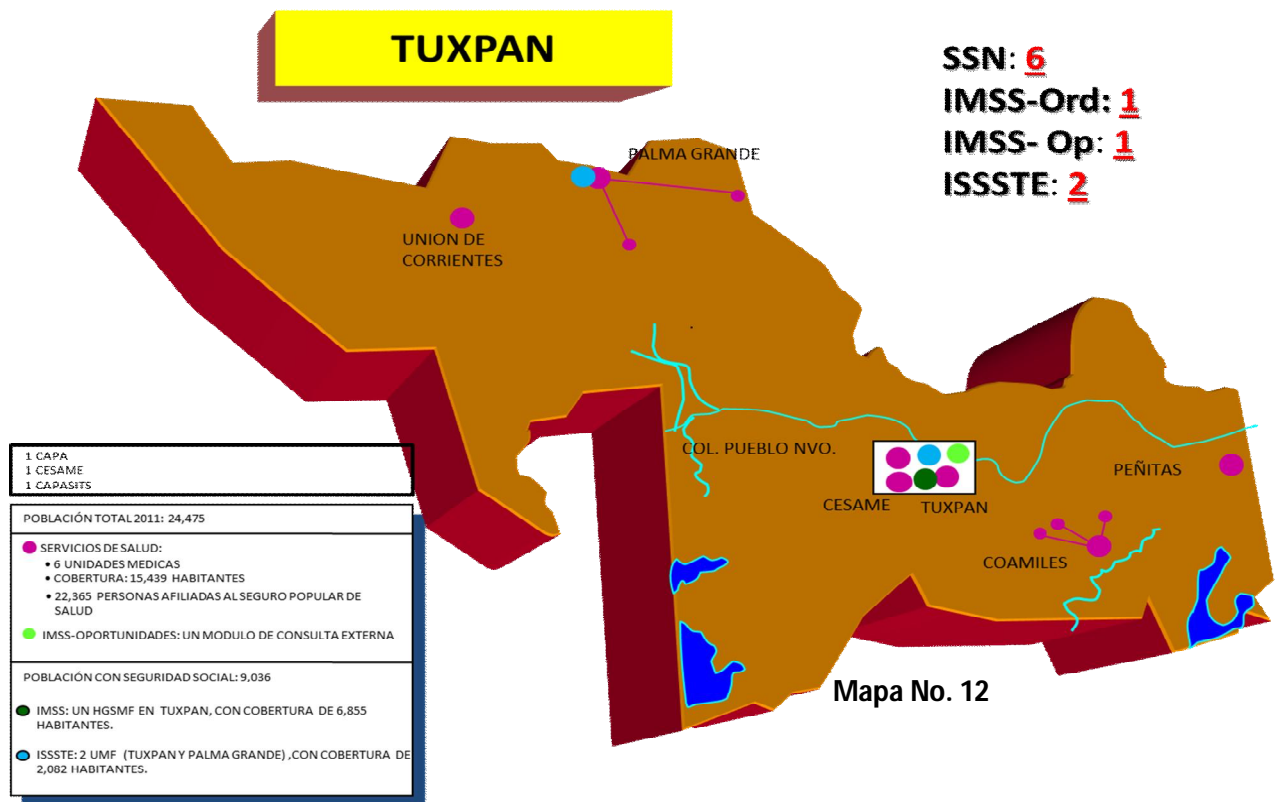 TUXPAN
SSN: 6
IMSS-Ord: 1
IMSS- Op: 1
ISSSTE: 2
PALMA GRANDE
UNION DE
CORRIENTES
COL. PUEBLO NVO.
CESAME
TUXPAN
PEÑITAS
COAMILES
Mapa No. 12
1 CAPA
1 CESAME
1 CAPASITS
POBLACIÓN TOTAL 2011: 24,475
SERVICIOS DE SALUD:
• 6 UNIDADES MEDICAS
• COBERTURA: 15,439 HABITANTES
• 22,365 PERSONAS AFILIADAS AL SEGURO POPULAR DE
SALUD
IMSS-OPORTUNIDADES: UN MODULO DE CONSULTA EXTERNA
POBLACIÓN CON SEGURIDAD SOCIAL: 9,036
IMSS: UN HGSMF EN TUXPAN, CON COBERTURA DE 6,855
HABITANTES.
ISSSTE: 2 UMF (TUXPAN Y PALMA GRANDE) ,CON COBERTURA DE
2,082 HABITANTES.